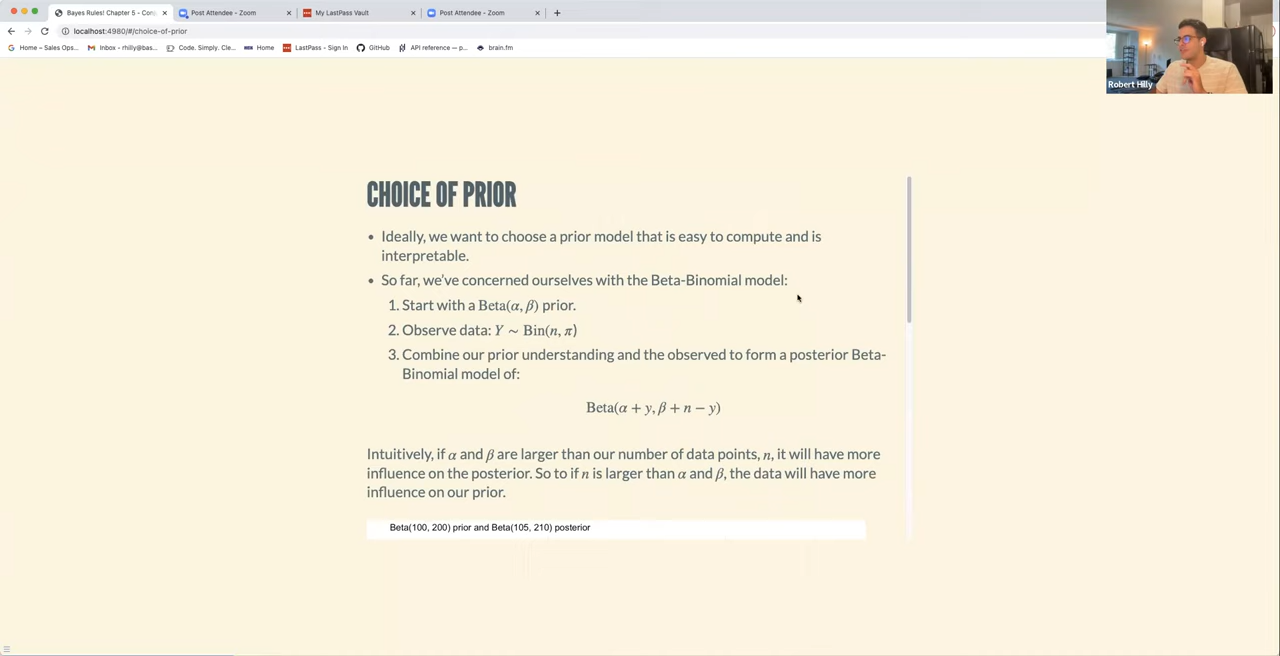 Bayes Rules! Chapter 5 - Con
Post Attendee - Zoom
My LastPass Vault
Post Attendee - Zoom
localhost:4980/#/choice-of-prior
Home – Sales Ops...
Inbox - rhilly@bas...
Code. Simply. Cle...
Home
LastPass - Sign In
GitHub
API reference — p...
brain.fm
Robert Hilly
CHOICE OF PRIOR
• Ideally, we want to choose a prior model that is easy to compute and is
interpretable.
• So far, we've concerned ourselves with the Beta-Binomial model:
1. Start with a Beta(α, β) prior.
2. Observe data: Y ∼ Bin(n, π)
3. Combine our prior understanding and the observed to form a posterior Beta-
Binomial model of:
Beta(α + y, β + n − y)
Intuitively, if α and β are larger than our number of data points, n, it will have more
influence on the posterior. So to if n is larger than α and β, the data will have more
influence on our prior.
Beta(100, 200) prior and Beta(105, 210) posterior